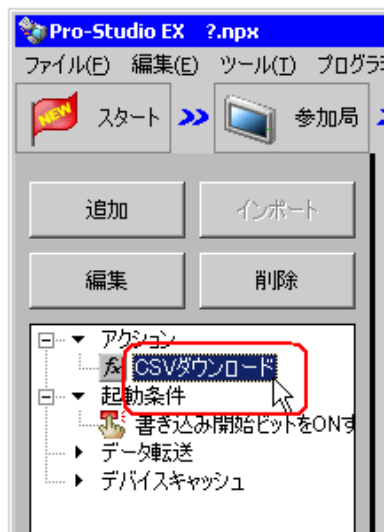 Pro-Studio EX ?.npx
ファイル(F) 編集(E) ツール(T) プログラ
NEW スタート 参加局
追加 インポート
編集 削除
アクション
CSVダウンロード
起動条件
書き込み開始ビットをONす
データ転送
デバイスキャッシュ